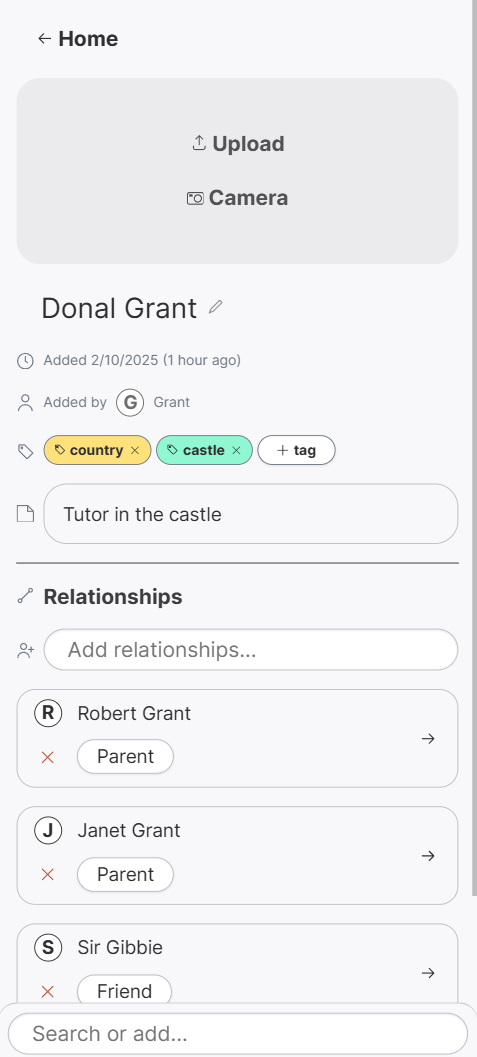 Home
Upload
Camera
Donal Grant
Added 2/10/2025 (1 hour ago)
Added by G Grant
country castle + tag
Tutor in the castle
Relationships
Add relationships...
R Robert Grant
Parent
J Janet Grant
Parent
S Sir Gibbie
Friend
Search or add...